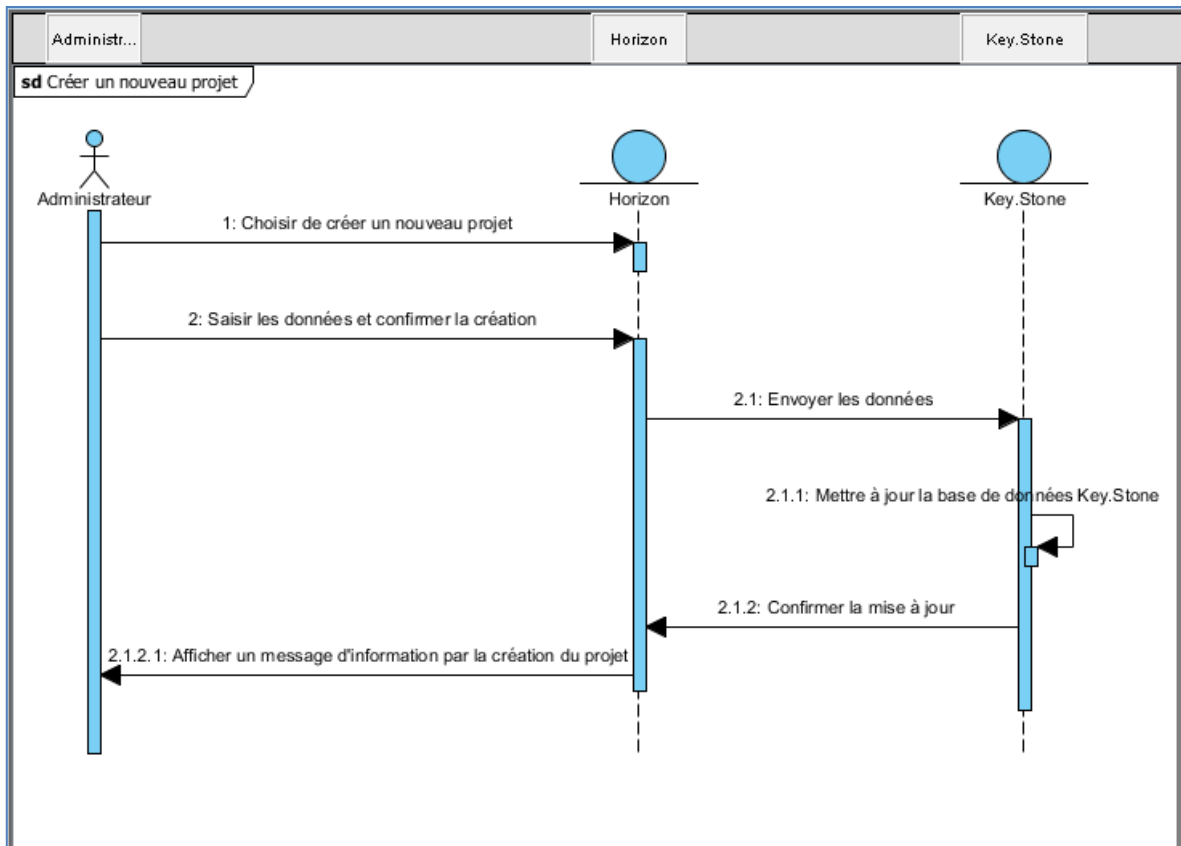 Administr...
Horizon
Key.Stone
sd Créer un nouveau projet
Administrateur
Horizon
Key.Stone
1: Choisir de créer un nouveau projet
2: Saisir les données et confirmer la création
2.1: Envoyer les données
2.1.1: Mettre à jour la base de données Key.Stone
2.1.2: Confirmer la mise à jour
2.1.2.1: Afficher un message d'information par la création du projet